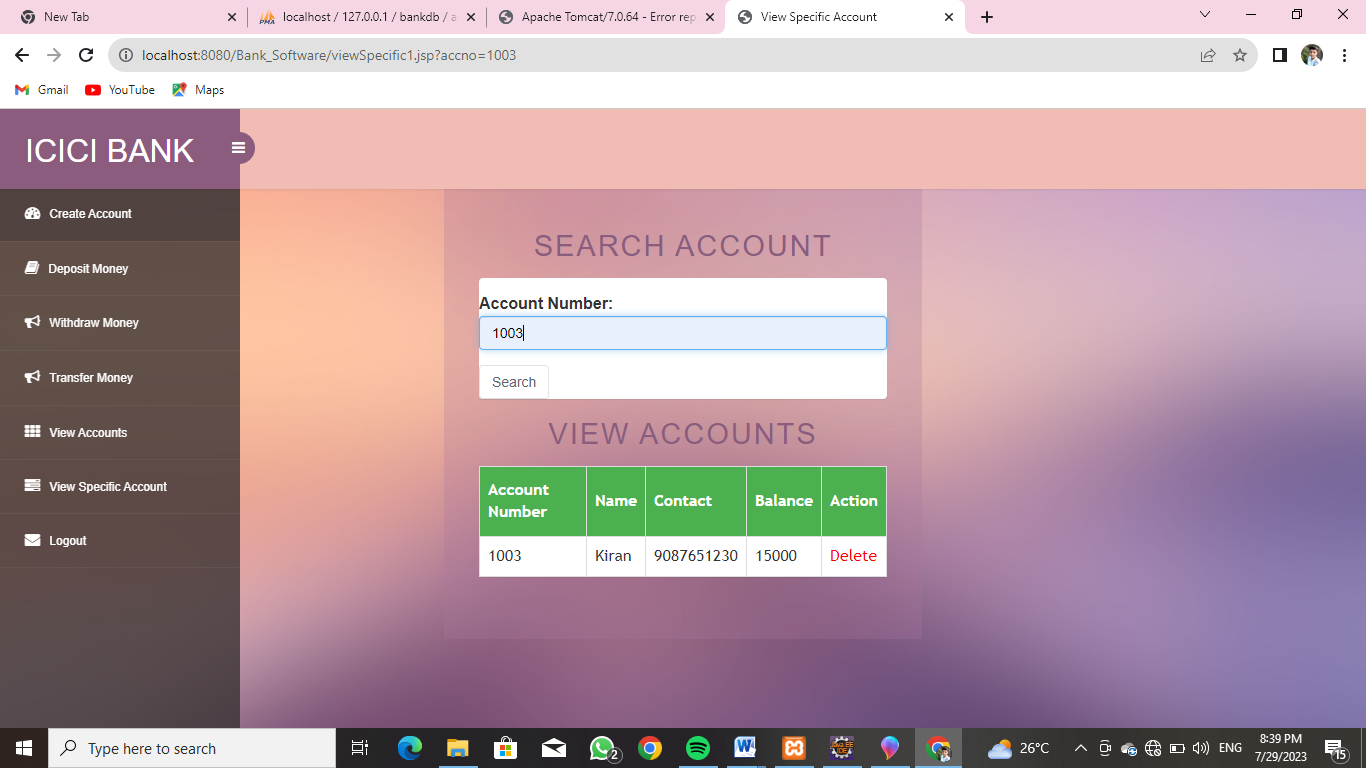 New Tab
localhost / 127.0.0.1 / bankdb / a
Apache Tomcat/7.0.64 - Error rep
View Specific Account
localhost:8080/Bank_Software/viewSpecific1.jsp?accno=1003
Gmail
YouTube
Maps
ICICI BANK
Create Account
Deposit Money
Withdraw Money
Transfer Money
View Accounts
View Specific Account
Logout
SEARCH ACCOUNT
Account Number:
1003
Search
VIEW ACCOUNTS
Account Number Name Contact Balance Action
1003 Kiran 9087651230 15000 Delete
Type here to search
2
26°C
ENG
8:39 PM
7/29/2023
15